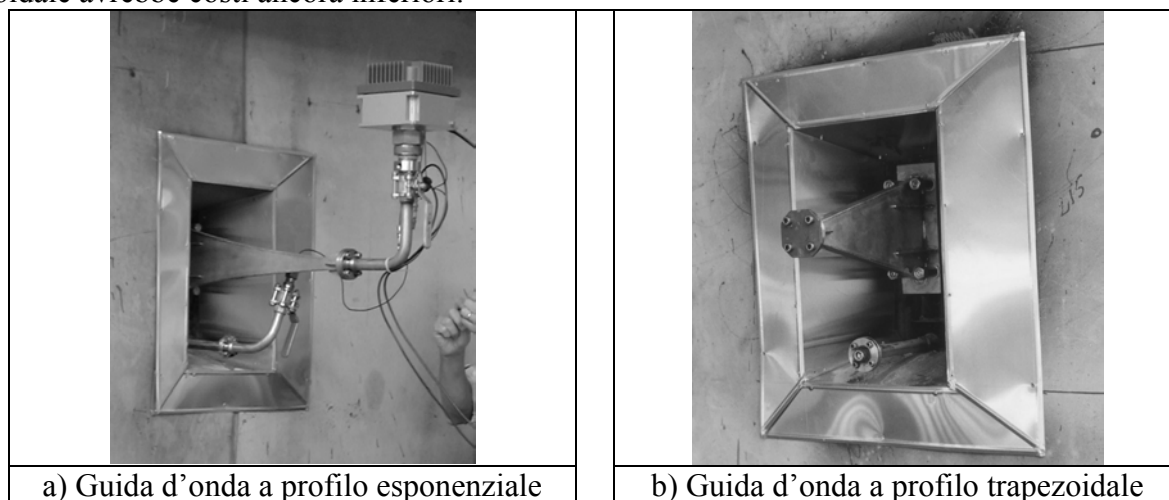 oidale avrebbe costi ancora inferiori.
a) Guida d’onda a profilo esponenziale
b) Guida d’onda a profilo trapezoidale